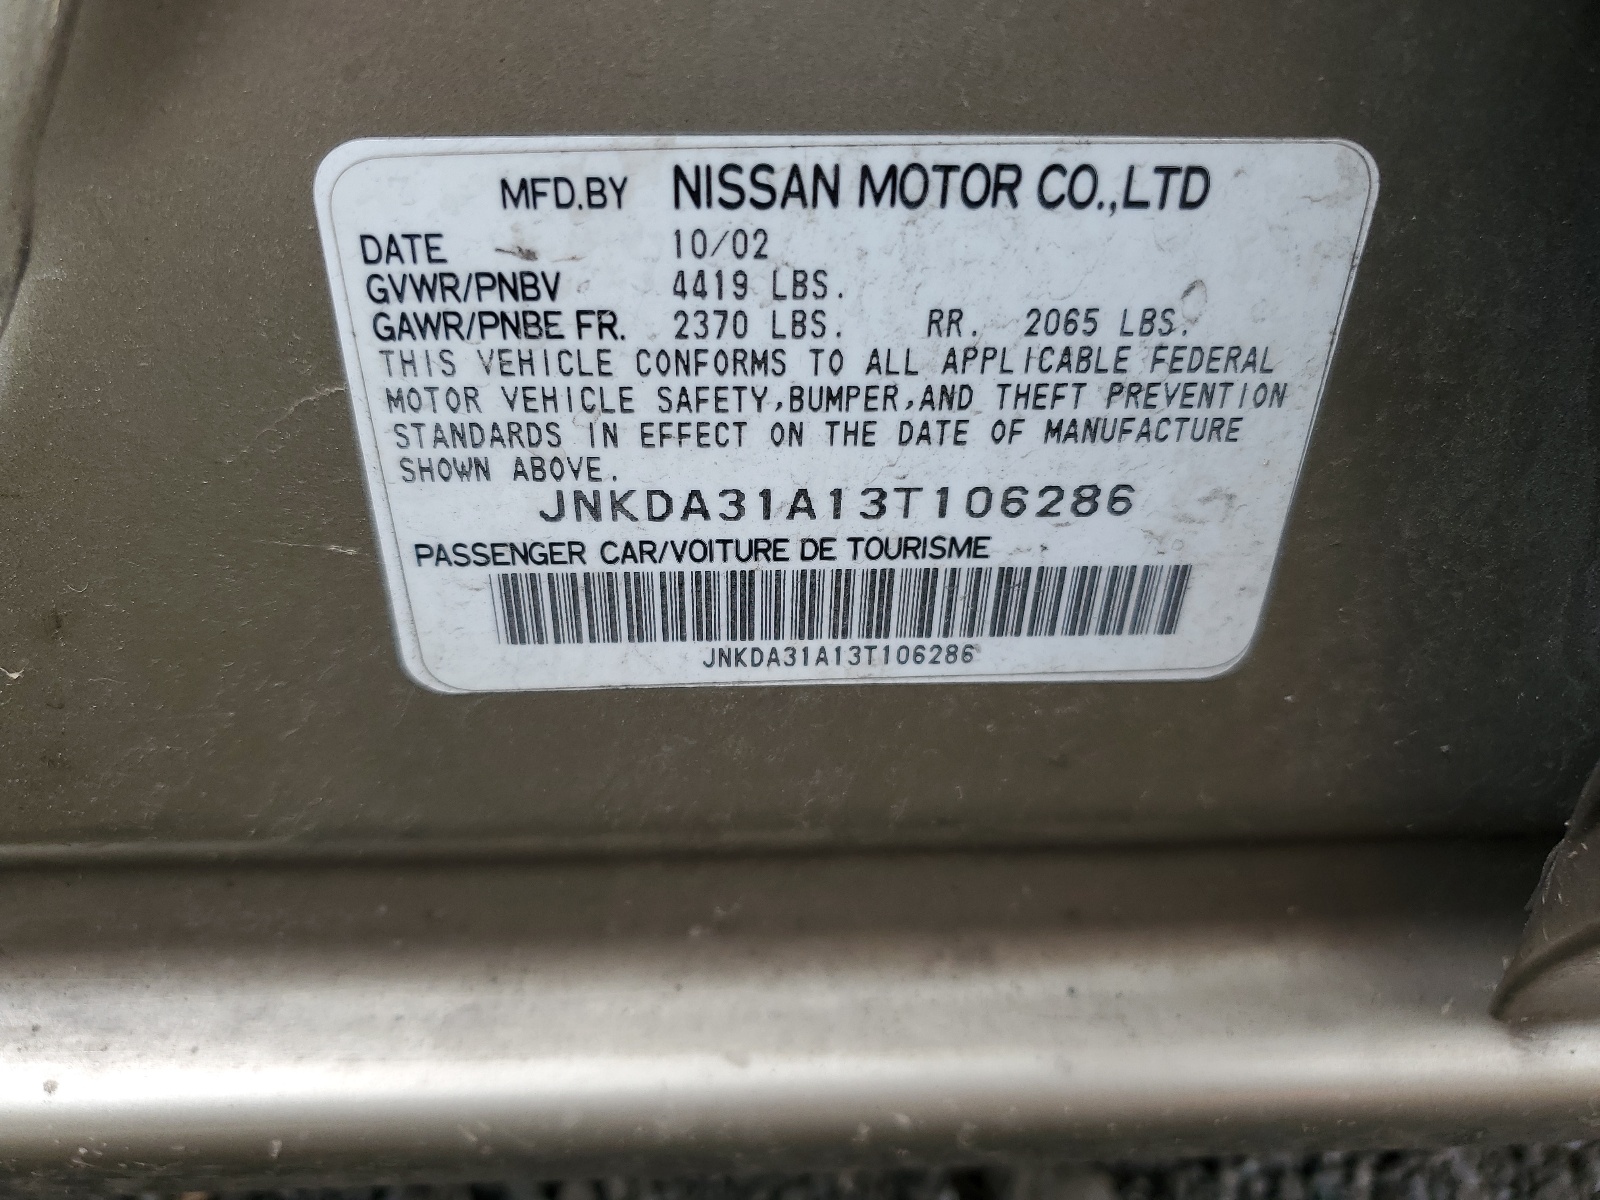 MFD.BY NISSAN MOTOR CO.,LTD
DATE 10/02
GVWR/PNBV 4419 LBS.
GAWR/PNBE FR. 2370 LBS. RR. 2065 LBS.
THIS VEHICLE CONFORMS TO ALL APPLICABLE FEDERAL
MOTOR VEHICLE SAFETY,BUMPER,AND THEFT PREVENTION
STANDARDS IN EFFECT ON THE DATE OF MANUFACTURE
SHOWN ABOVE.
JNKDA31A13T106286
PASSENGER CAR/VOITURE DE TOURISME
JNKDA31A13T106286